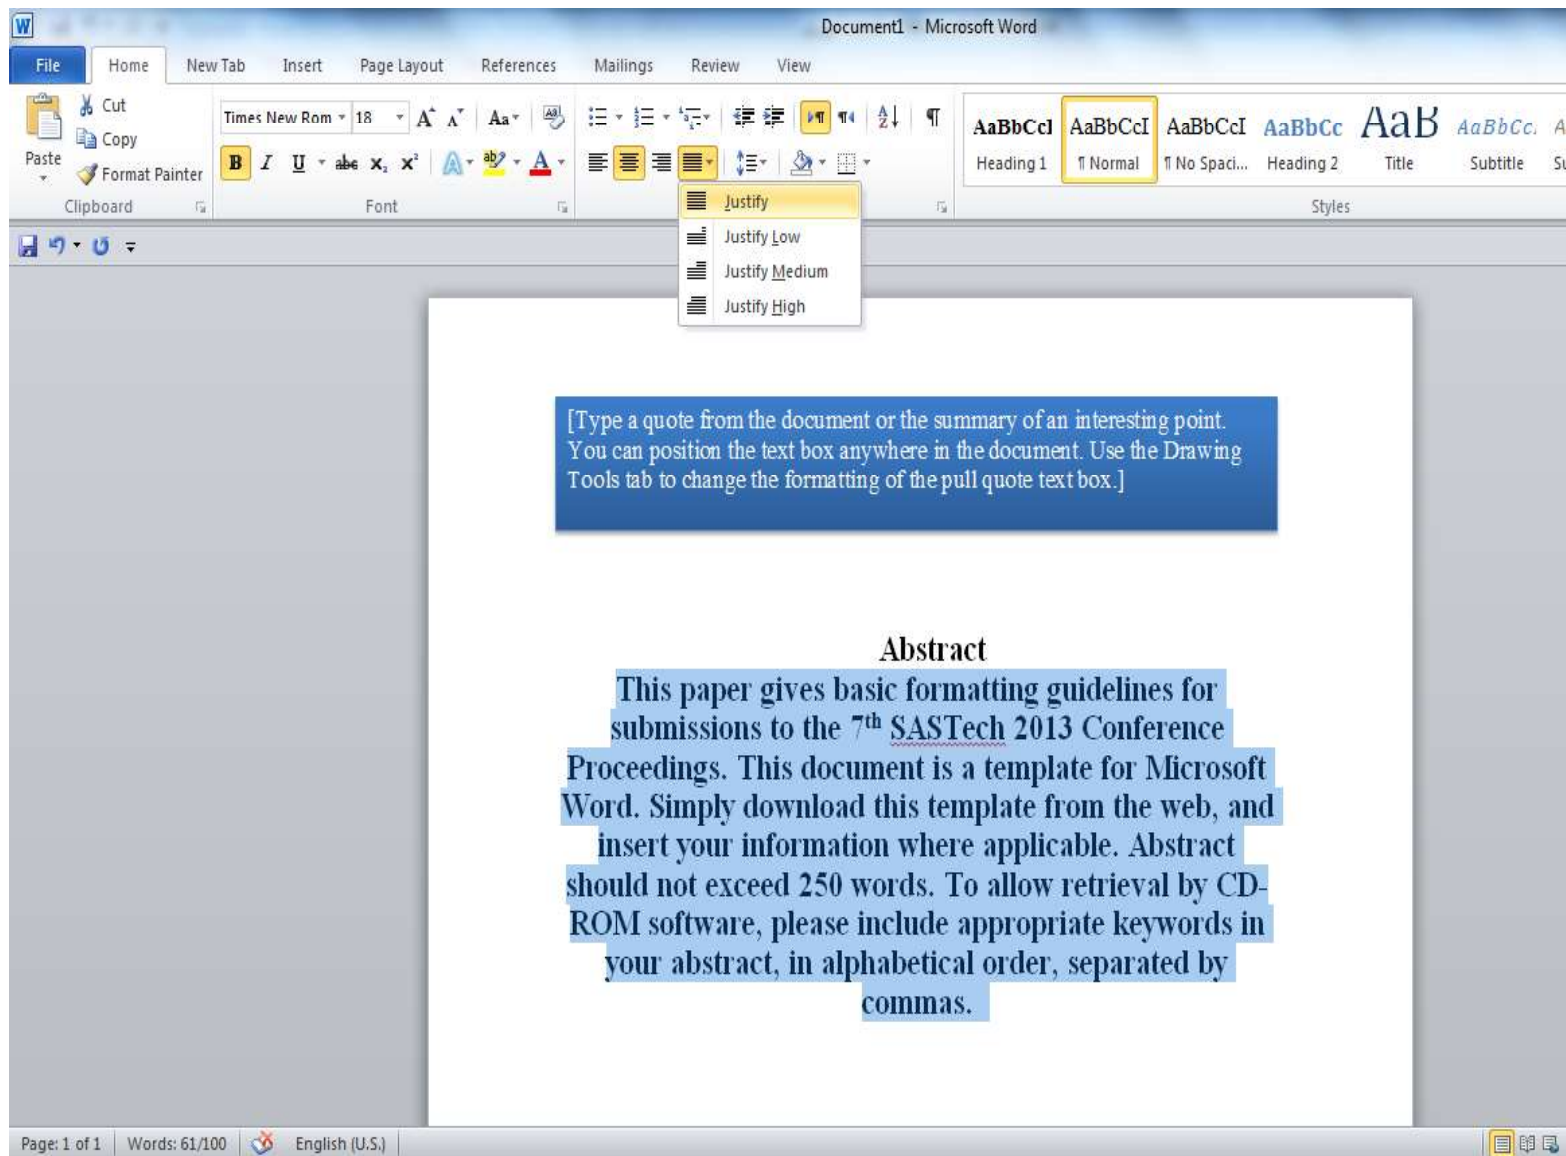 Document1 - Microsoft Word
File Home New Tab Insert Page Layout References Mailings Review View
Cut
Copy
Format Painter
Paste
Clipboard
Times New Rom 18
Font
AaBbCcI AaBbCcI AaBbCcI AaBbCc AaB AaBbCc
Heading 1 ¶ Normal ¶ No Spaci... Heading 2 Title Subtitle
Styles
Justify
Justify Low
Justify Medium
Justify High
[Type a quote from the document or the summary of an interesting point.
You can position the text box anywhere in the document. Use the Drawing
Tools tab to change the formatting of the pull quote text box.]
Abstract
This paper gives basic formatting guidelines for
submissions to the 7th SASTech 2013 Conference
Proceedings. This document is a template for Microsoft
Word. Simply download this template from the web, and
insert your information where applicable. Abstract
should not exceed 250 words. To allow retrieval by CD-
ROM software, please include appropriate keywords in
your abstract, in alphabetical order, separated by
commas.
Page: 1 of 1 Words: 61/100 English (U.S.)